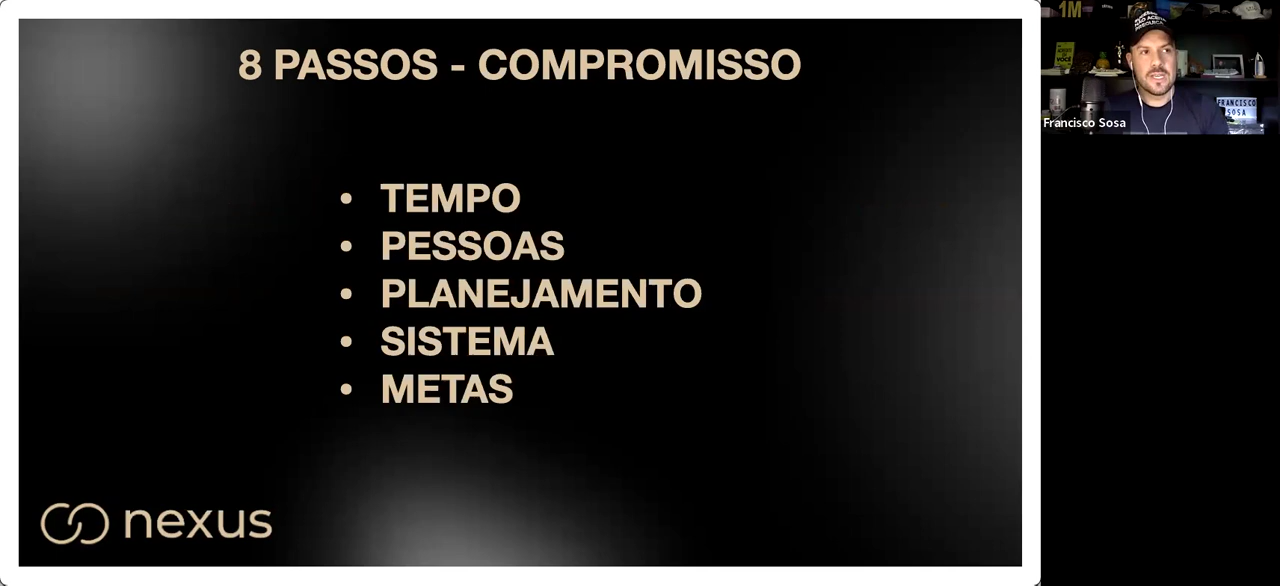 8 PASSOS - COMPROMISSO
• TEMPO
• PESSOAS
• PLANEJAMENTO
• SISTEMA
• METAS
nexus
1M
FRANCISCO
SOSA
Francisco Sosa